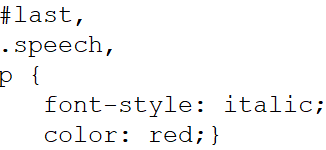 #last,
.speech,
p {
   font-style: italic;
   color: red;}